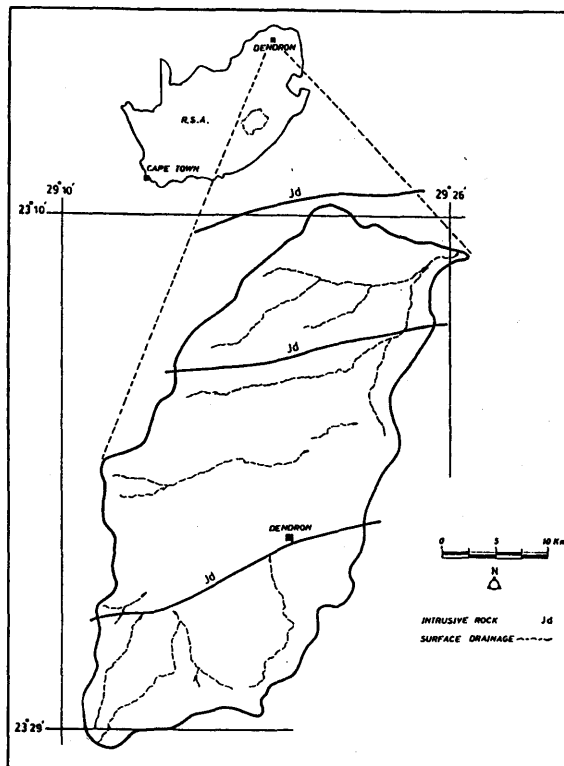 DENDRON
R.S.A.
CAPE TOWN
29°10'
Jd
29°26'
23°10'
Jd
DENDRON
0 5 10 Km
N
Jd
INTRUSIVE ROCK Jd
SURFACE DRAINAGE
23°29'